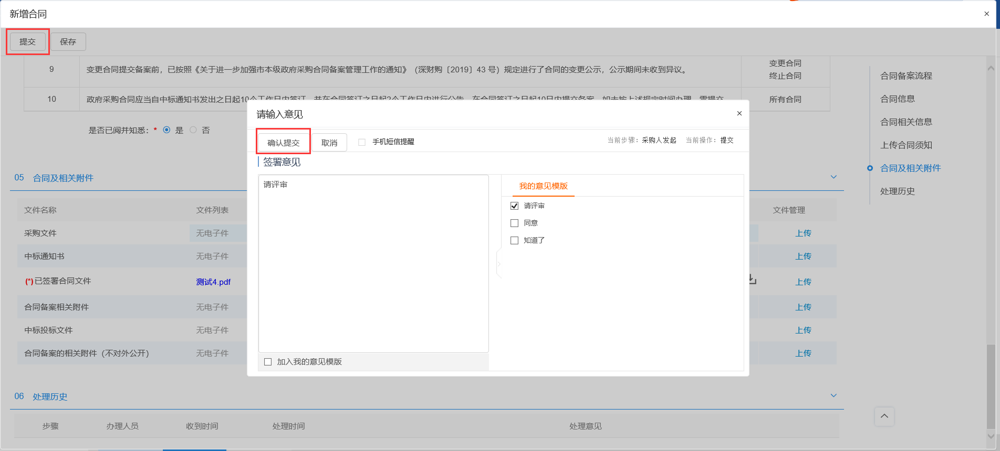 新增合同
×
提交 保存
9 变更合同提交备案前，已按照《关于进一步加强市本级政府采购合同备案管理工作的通知》（深财购〔2019〕43 号）规定进行了合同的变更公示，公示期间未收到异议。 变更合同
终止合同
10 政府采购合同应当自中标通知书发出之日起10个工作日内签订，并在合同签订之日起2个工作日内进行公告，在合同签订之日起10日内提交备案，如未按上述规定时间办理，需提交 所有合同
是否已阅并知悉：* 是 否
请输入意见
×
确认提交 取消 手机短信提醒 当前步骤：采购人发起 当前操作：提交
签署意见
请评审
加入我的意见模版
我的意见模版
请评审
同意
知道了
05 合同及相关附件
文件名称 文件列表 文件管理
采购文件 无电子件 上传
中标通知书 无电子件 上传
(*)已签署合同文件 测试4.pdf 上传
合同备案相关附件 无电子件 上传
中标投标文件 无电子件 上传
合同备案的相关附件（不对外公开） 无电子件 上传
06 处理历史
步骤 办理人员 收到时间 处理时间 处理意见
合同备案流程
合同信息
合同相关信息
上传合同须知
合同及相关附件
处理历史